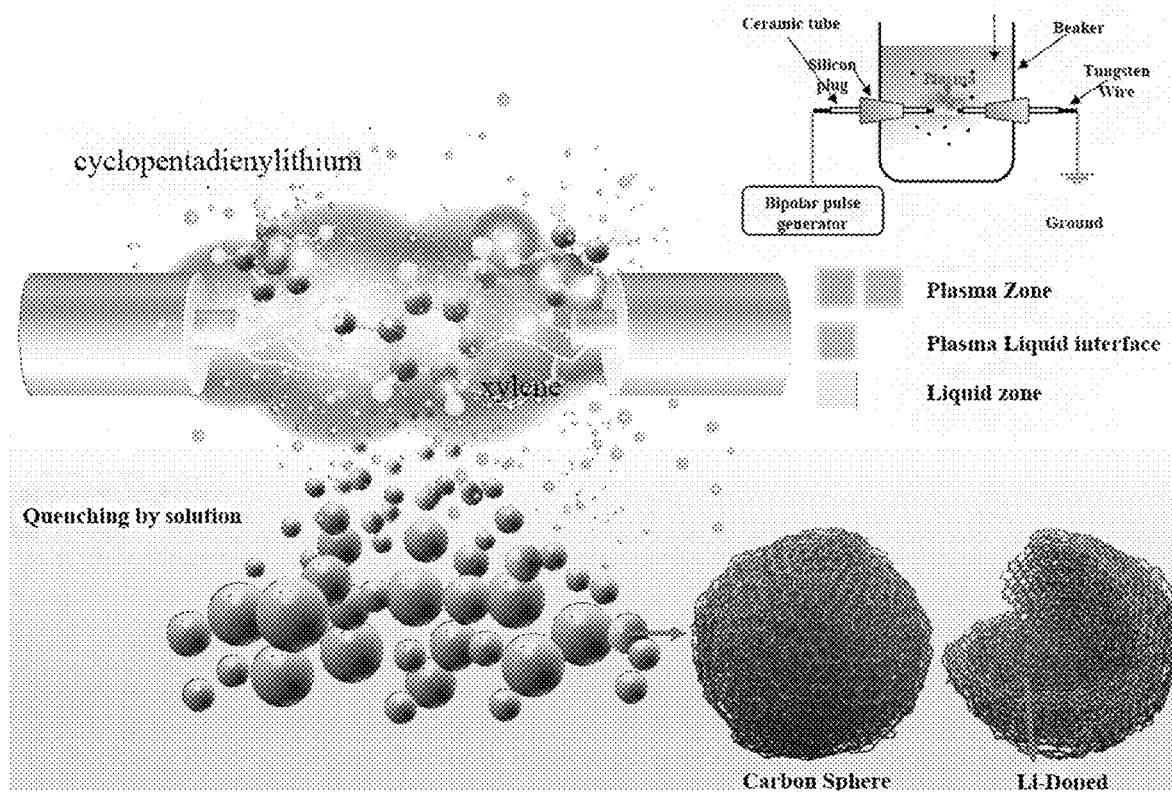 Ceramic tube
Silicon
plug
Beaker
Tungsten
Wire
Bipolar pulse
generator
Ground
cyclopentadienyllithium
xylene
Plasma Zone
Plasma Liquid interface
Liquid zone
Quenching by solution
Carbon Sphere
Li-Doped